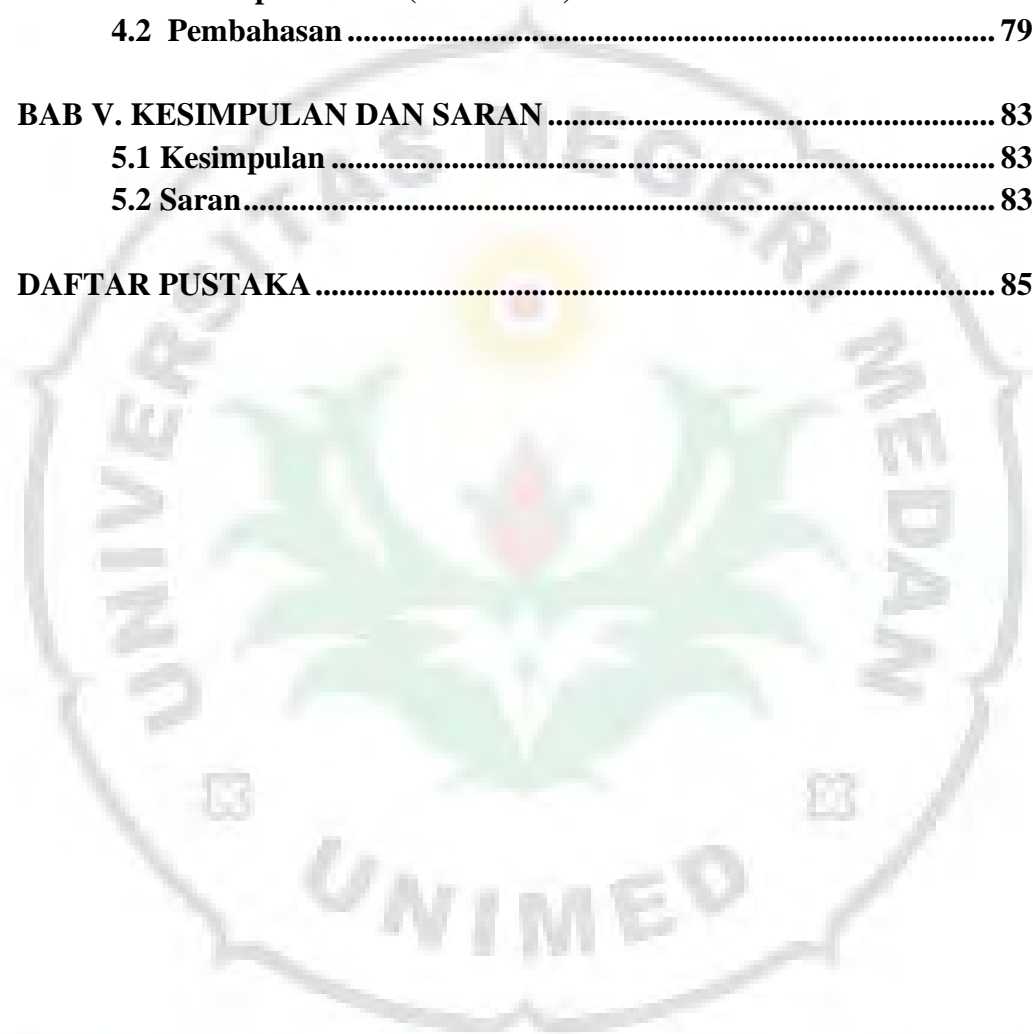 4.2 Pembahasan ................................................................................ 79
BAB V. KESIMPULAN DAN SARAN ........................................................ 83
5.1 Kesimpulan .................................................................................. 83
5.2 Saran .............................................................................................. 83
DAFTAR PUSTAKA ..................................................................................... 85
UNIVERSITAS NEGERI MEDAN
UNIMED